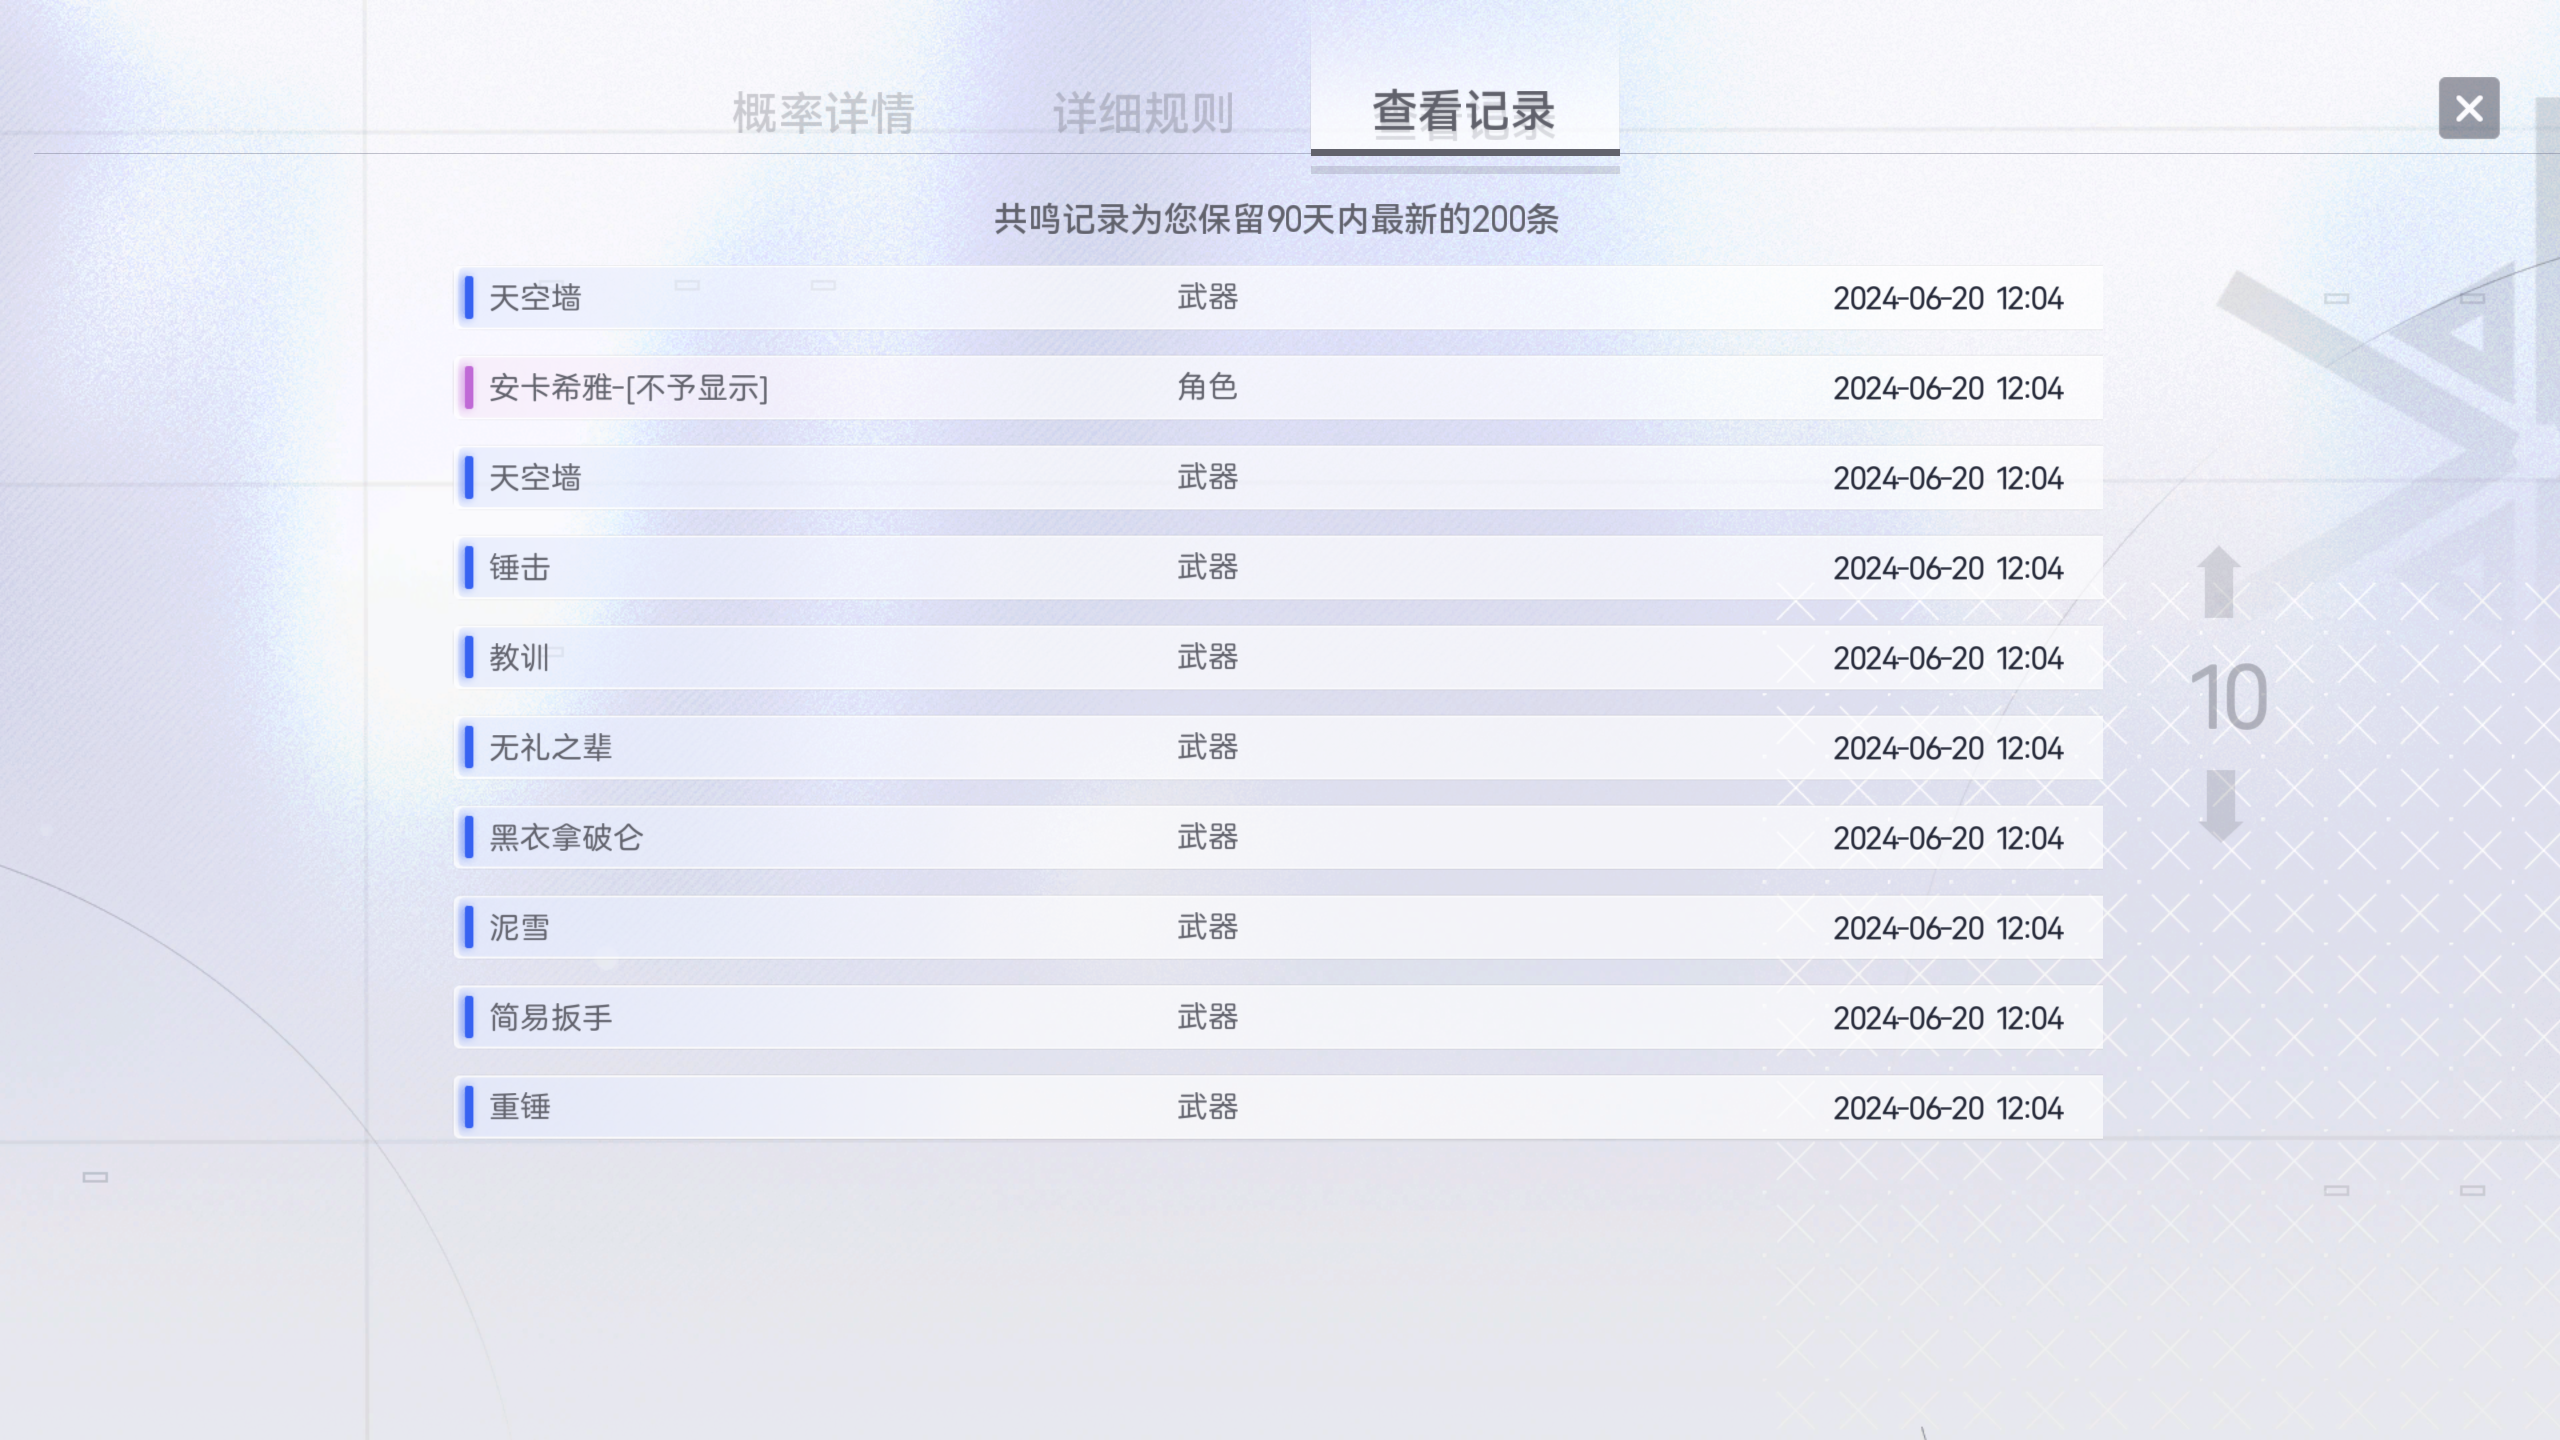 概率详情 详细规则 查看记录
共鸣记录为您保留90天内最新的200条
天空墙 武器 2024-06-20 12:04
安卡希雅-[不予显示] 角色 2024-06-20 12:04
天空墙 武器 2024-06-20 12:04
锤击 武器 2024-06-20 12:04
教训 武器 2024-06-20 12:04
无礼之辈 武器 2024-06-20 12:04
10
黑衣拿破仑 武器 2024-06-20 12:04
泥雪 武器 2024-06-20 12:04
简易扳手 武器 2024-06-20 12:04
重锤 武器 2024-06-20 12:04